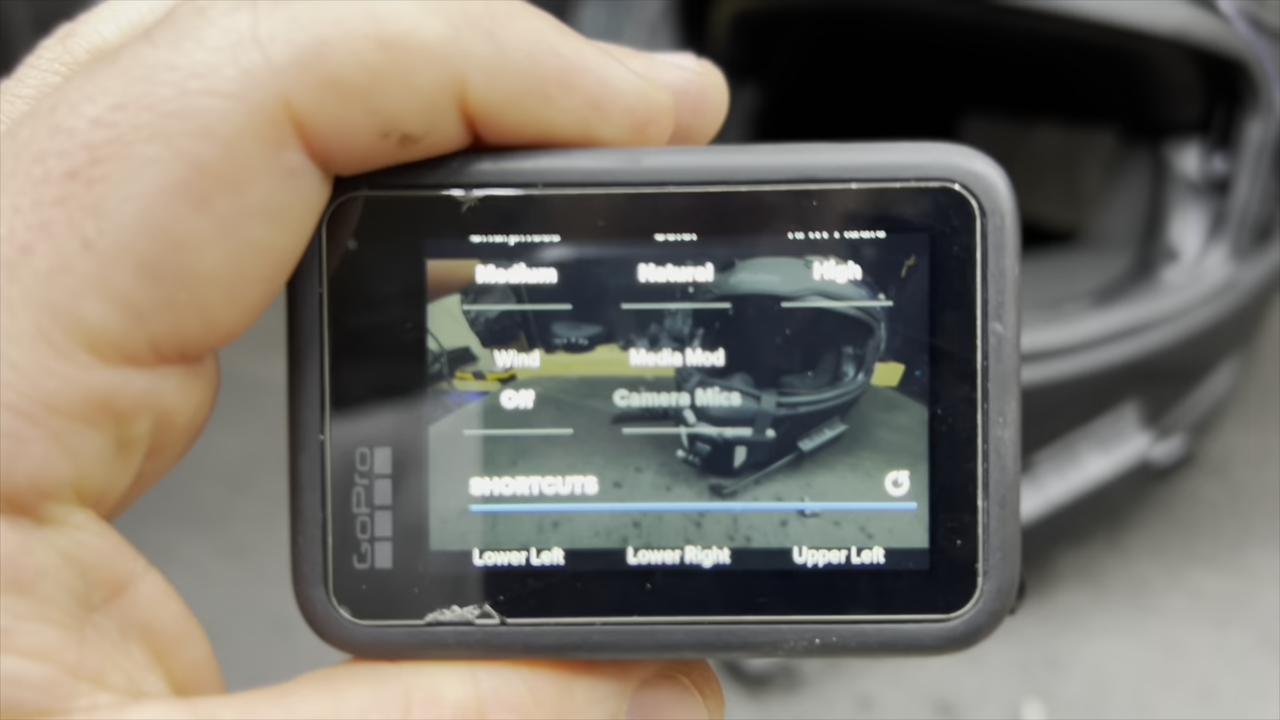 Medium Natural High
Wind Media Mod
Off Camera Mics
SHORTCUTS
Lower Left Lower Right Upper Left
GoPro